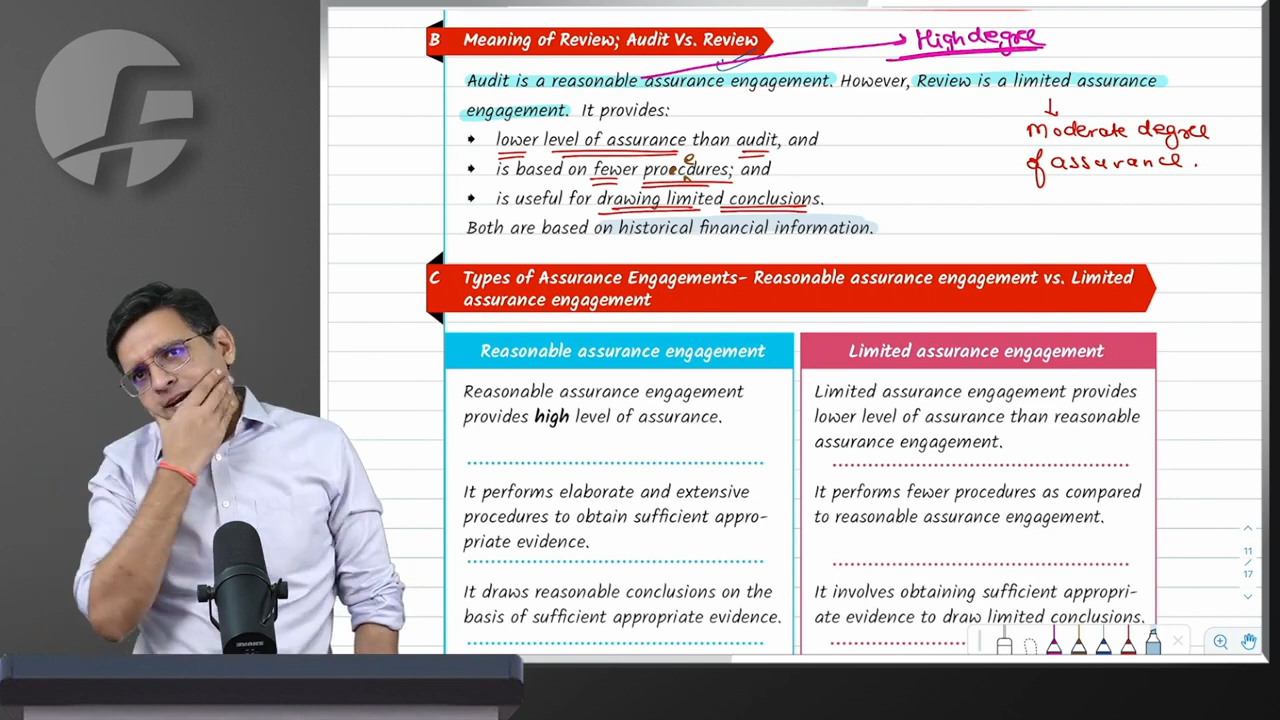 B Meaning of Review; Audit Vs. Review
High degree
Audit is a reasonable assurance engagement. However, Review is a limited assurance
engagement. It provides:
lower level of assurance than audit, and
is based on fewer procedures; and
is useful for drawing limited conclusions.
Both are based on historical financial information.
Moderate degree
of assurance.
C Types of Assurance Engagements- Reasonable assurance engagement vs. Limited
assurance engagement
Reasonable assurance engagement
Reasonable assurance engagement
provides high level of assurance.
It performs elaborate and extensive
procedures to obtain sufficient appro-
priate evidence.
It draws reasonable conclusions on the
basis of sufficient appropriate evidence.
Limited assurance engagement
Limited assurance engagement provides
lower level of assurance than reasonable
assurance engagement.
It performs fewer procedures as compared
to reasonable assurance engagement.
It involves obtaining sufficient appropri-
ate evidence to draw limited conclusions.
11
/
17